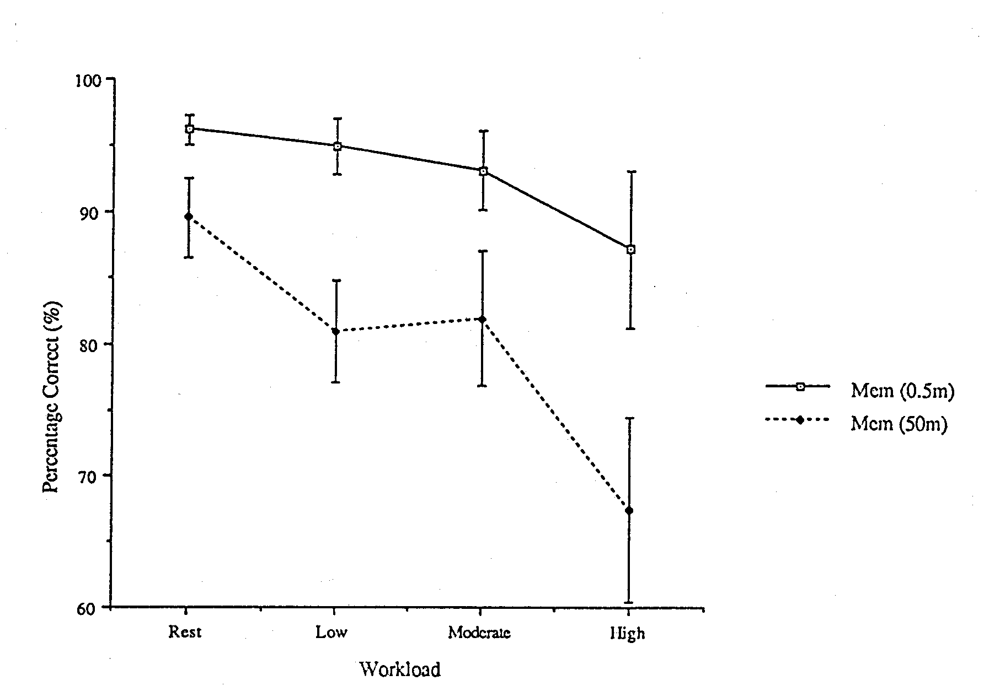 100
90
80
70
60
Percentage Correct (%)
Rest Low Moderate High
Workload
Mem (0.5m)
Mem (50m)